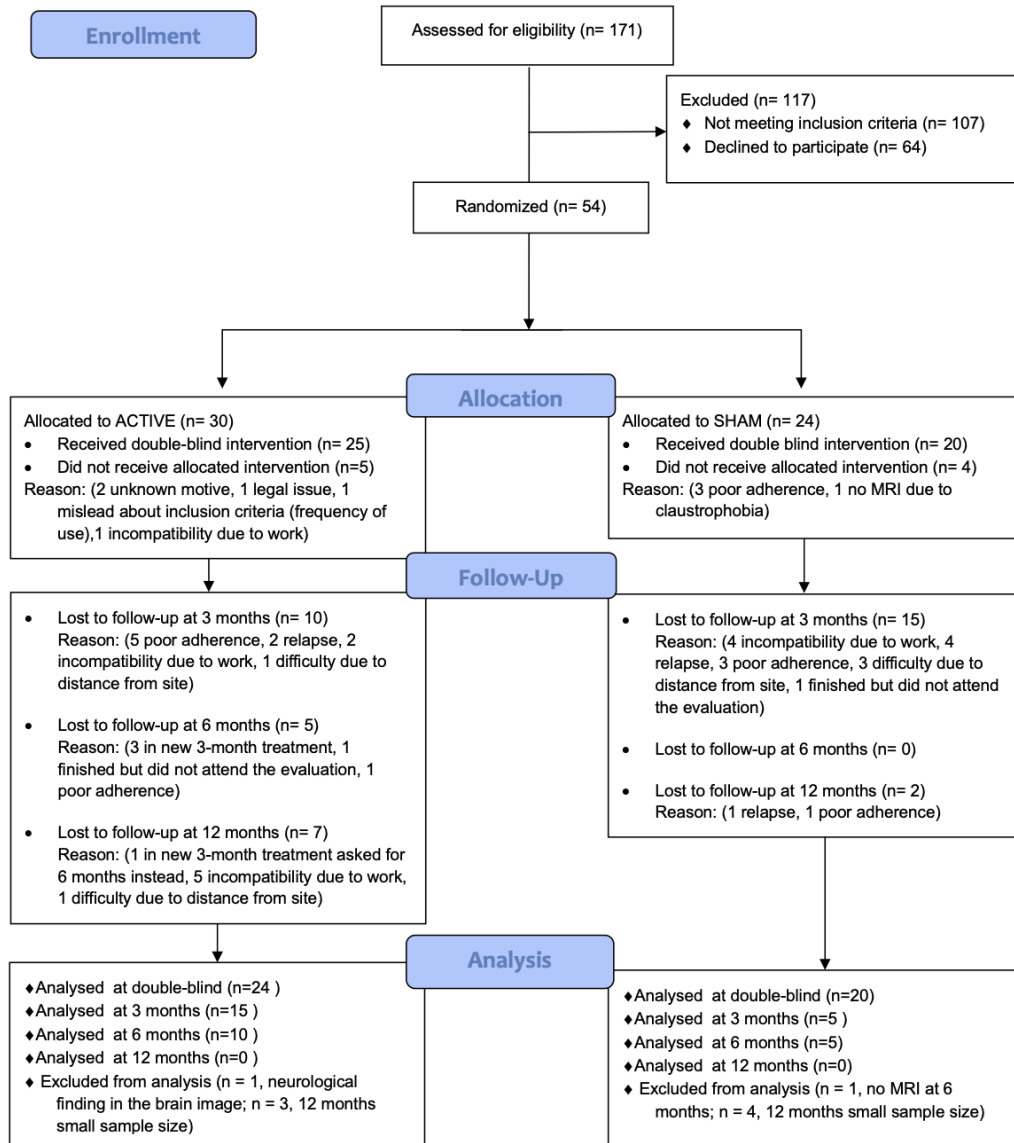 Enrollment
Assessed for eligibility (n= 171)
Excluded (n= 117)
♦ Not meeting inclusion criteria (n= 107)
♦ Declined to participate (n= 64)
Randomized (n= 54)
Allocation
Allocated to ACTIVE (n= 30)
• Received double-blind intervention (n= 25)
• Did not receive allocated intervention (n=5)
Reason: (2 unknown motive, 1 legal issue, 1
mislead about inclusion criteria (frequency of
use),1 incompatibility due to work)
Allocated to SHAM (n= 24)
• Received double blind intervention (n= 20)
• Did not receive allocated intervention (n= 4)
Reason: (3 poor adherence, 1 no MRI due to
claustrophobia)
Follow-Up
• Lost to follow-up at 3 months (n= 10)
Reason: (5 poor adherence, 2 relapse, 2
incompatibility due to work, 1 difficulty due to
distance from site)
• Lost to follow-up at 6 months (n= 5)
Reason: (3 in new 3-month treatment, 1
finished but did not attend the evaluation, 1
poor adherence)
• Lost to follow-up at 12 months (n= 7)
Reason: (1 in new 3-month treatment asked for
6 months instead, 5 incompatibility due to work,
1 difficulty due to distance from site)
• Lost to follow-up at 3 months (n= 15)
Reason: (4 incompatibility due to work, 4
relapse, 3 poor adherence, 3 difficulty due to
distance from site, 1 finished but did not attend
the evaluation)
• Lost to follow-up at 6 months (n= 0)
• Lost to follow-up at 12 months (n= 2)
Reason: (1 relapse, 1 poor adherence)
Analysis
♦Analysed at double-blind (n=24 )
♦Analysed at 3 months (n=15 )
♦Analysed at 6 months (n=10 )
♦Analysed at 12 months (n=0 )
♦ Excluded from analysis (n = 1, neurological
finding in the brain image; n = 3, 12 months
small sample size)
♦Analysed at double-blind (n=20)
♦Analysed at 3 months (n=5 )
♦Analysed at 6 months (n=5)
♦Analysed at 12 months (n=0)
♦ Excluded from analysis (n = 1, no MRI at 6
months; n = 4, 12 months small sample size)